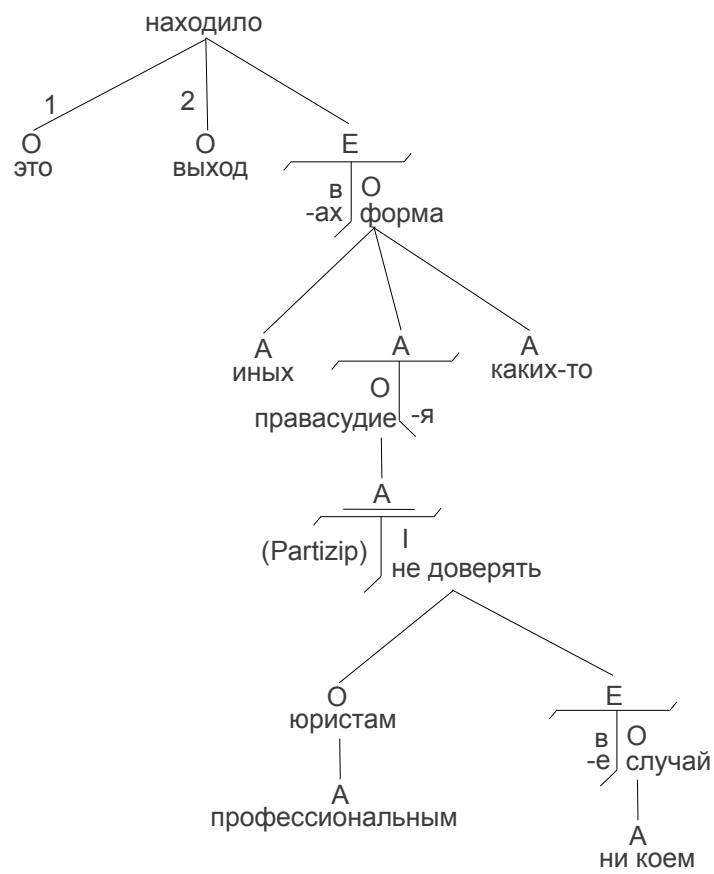 находило
1 2
О О Е
это выход
в О
-ах форма
А А А
иных каких-то
О
правасудие -я
А
(Partizip) I
не доверять
О Е
юристам
в О
-е случай
А А
профессиональным
ни коем